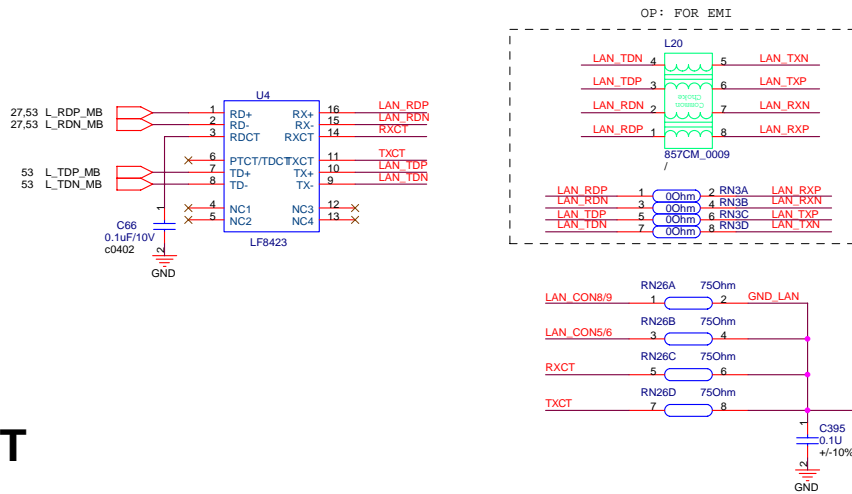 OP: FOR EMI
L20
LAN_TDN 4 5 LAN_TXN
LAN_TDP 3 6 LAN_TXP
LAN_RDN 2 7 LAN_RXN
LAN_RDP 1 8 LAN_RXP
Common
Choke
857CM_0009
/
LAN_RDP 1 0Ohm 2 RN3A LAN_RXP
LAN_RDN 3 0Ohm 4 RN3B LAN_RXN
LAN_TDP 5 0Ohm 6 RN3C LAN_TXP
LAN_TDN 7 0Ohm 8 RN3D LAN_TXN
U4
27,53 L_RDP_MB 1 RD+ RX+ 16 LAN_RDP
27,53 L_RDN_MB 2 RD- RX- 15 LAN_RDN
3 RDCT RXCT 14 RXCT
6 PTCT/TDCT TXCT 11 TXCT
53 L_TDP_MB 7 TD+ TX+ 10 LAN_TDP
53 L_TDN_MB 8 TD- TX- 9 LAN_TDN
4 NC1 NC3 12
5 NC2 NC4 13
LF8423
1
C66
0.1uF/10V
c0402
2
GND
RN26A 75Ohm
LAN_CON8/9 1 2 GND_LAN
RN26B 75Ohm
LAN_CON5/6 3 4
RN26C 75Ohm
RXCT 5 6
RN26D 75Ohm
TXCT 7 8
1
C395
0.1U
+/-10%
2
GND
T